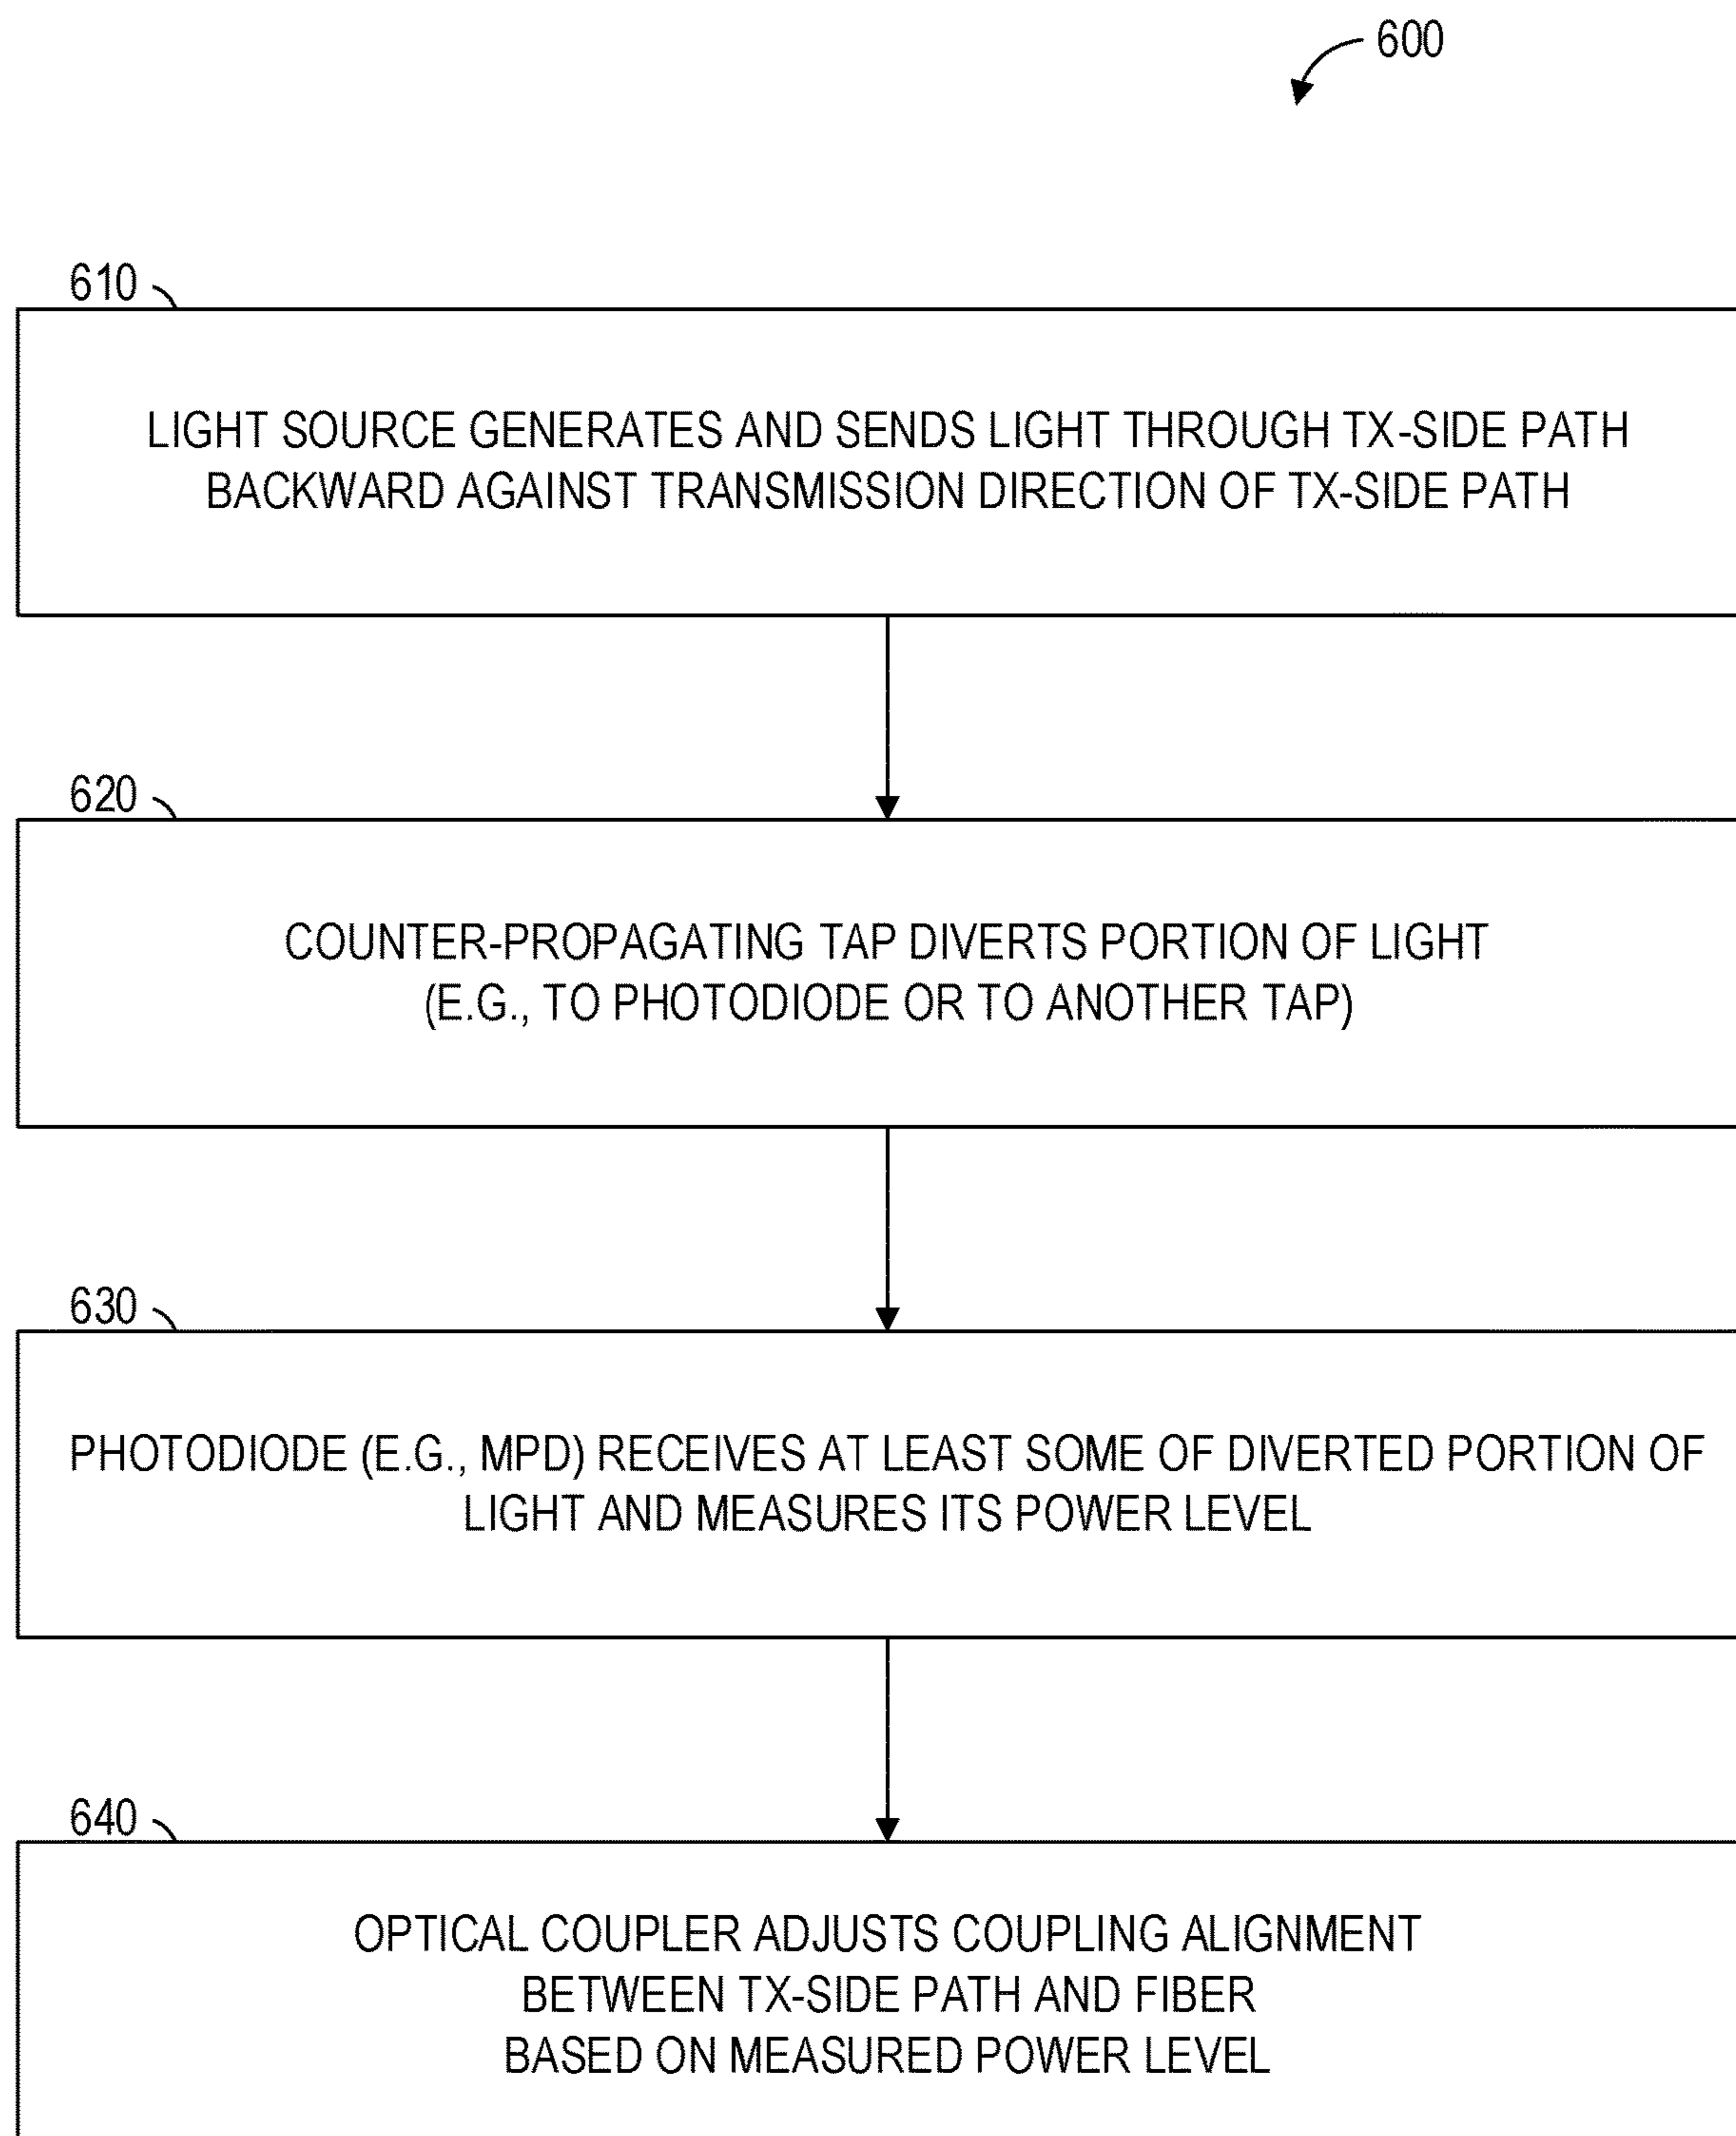 600
610
LIGHT SOURCE GENERATES AND SENDS LIGHT THROUGH TX-SIDE PATH
BACKWARD AGAINST TRANSMISSION DIRECTION OF TX-SIDE PATH
620
COUNTER-PROPAGATING TAP DIVERTS PORTION OF LIGHT
(E.G., TO PHOTODIODE OR TO ANOTHER TAP)
630
PHOTODIODE (E.G., MPD) RECEIVES AT LEAST SOME OF DIVERTED PORTION OF
LIGHT AND MEASURES ITS POWER LEVEL
640
OPTICAL COUPLER ADJUSTS COUPLING ALIGNMENT
BETWEEN TX-SIDE PATH AND FIBER
BASED ON MEASURED POWER LEVEL